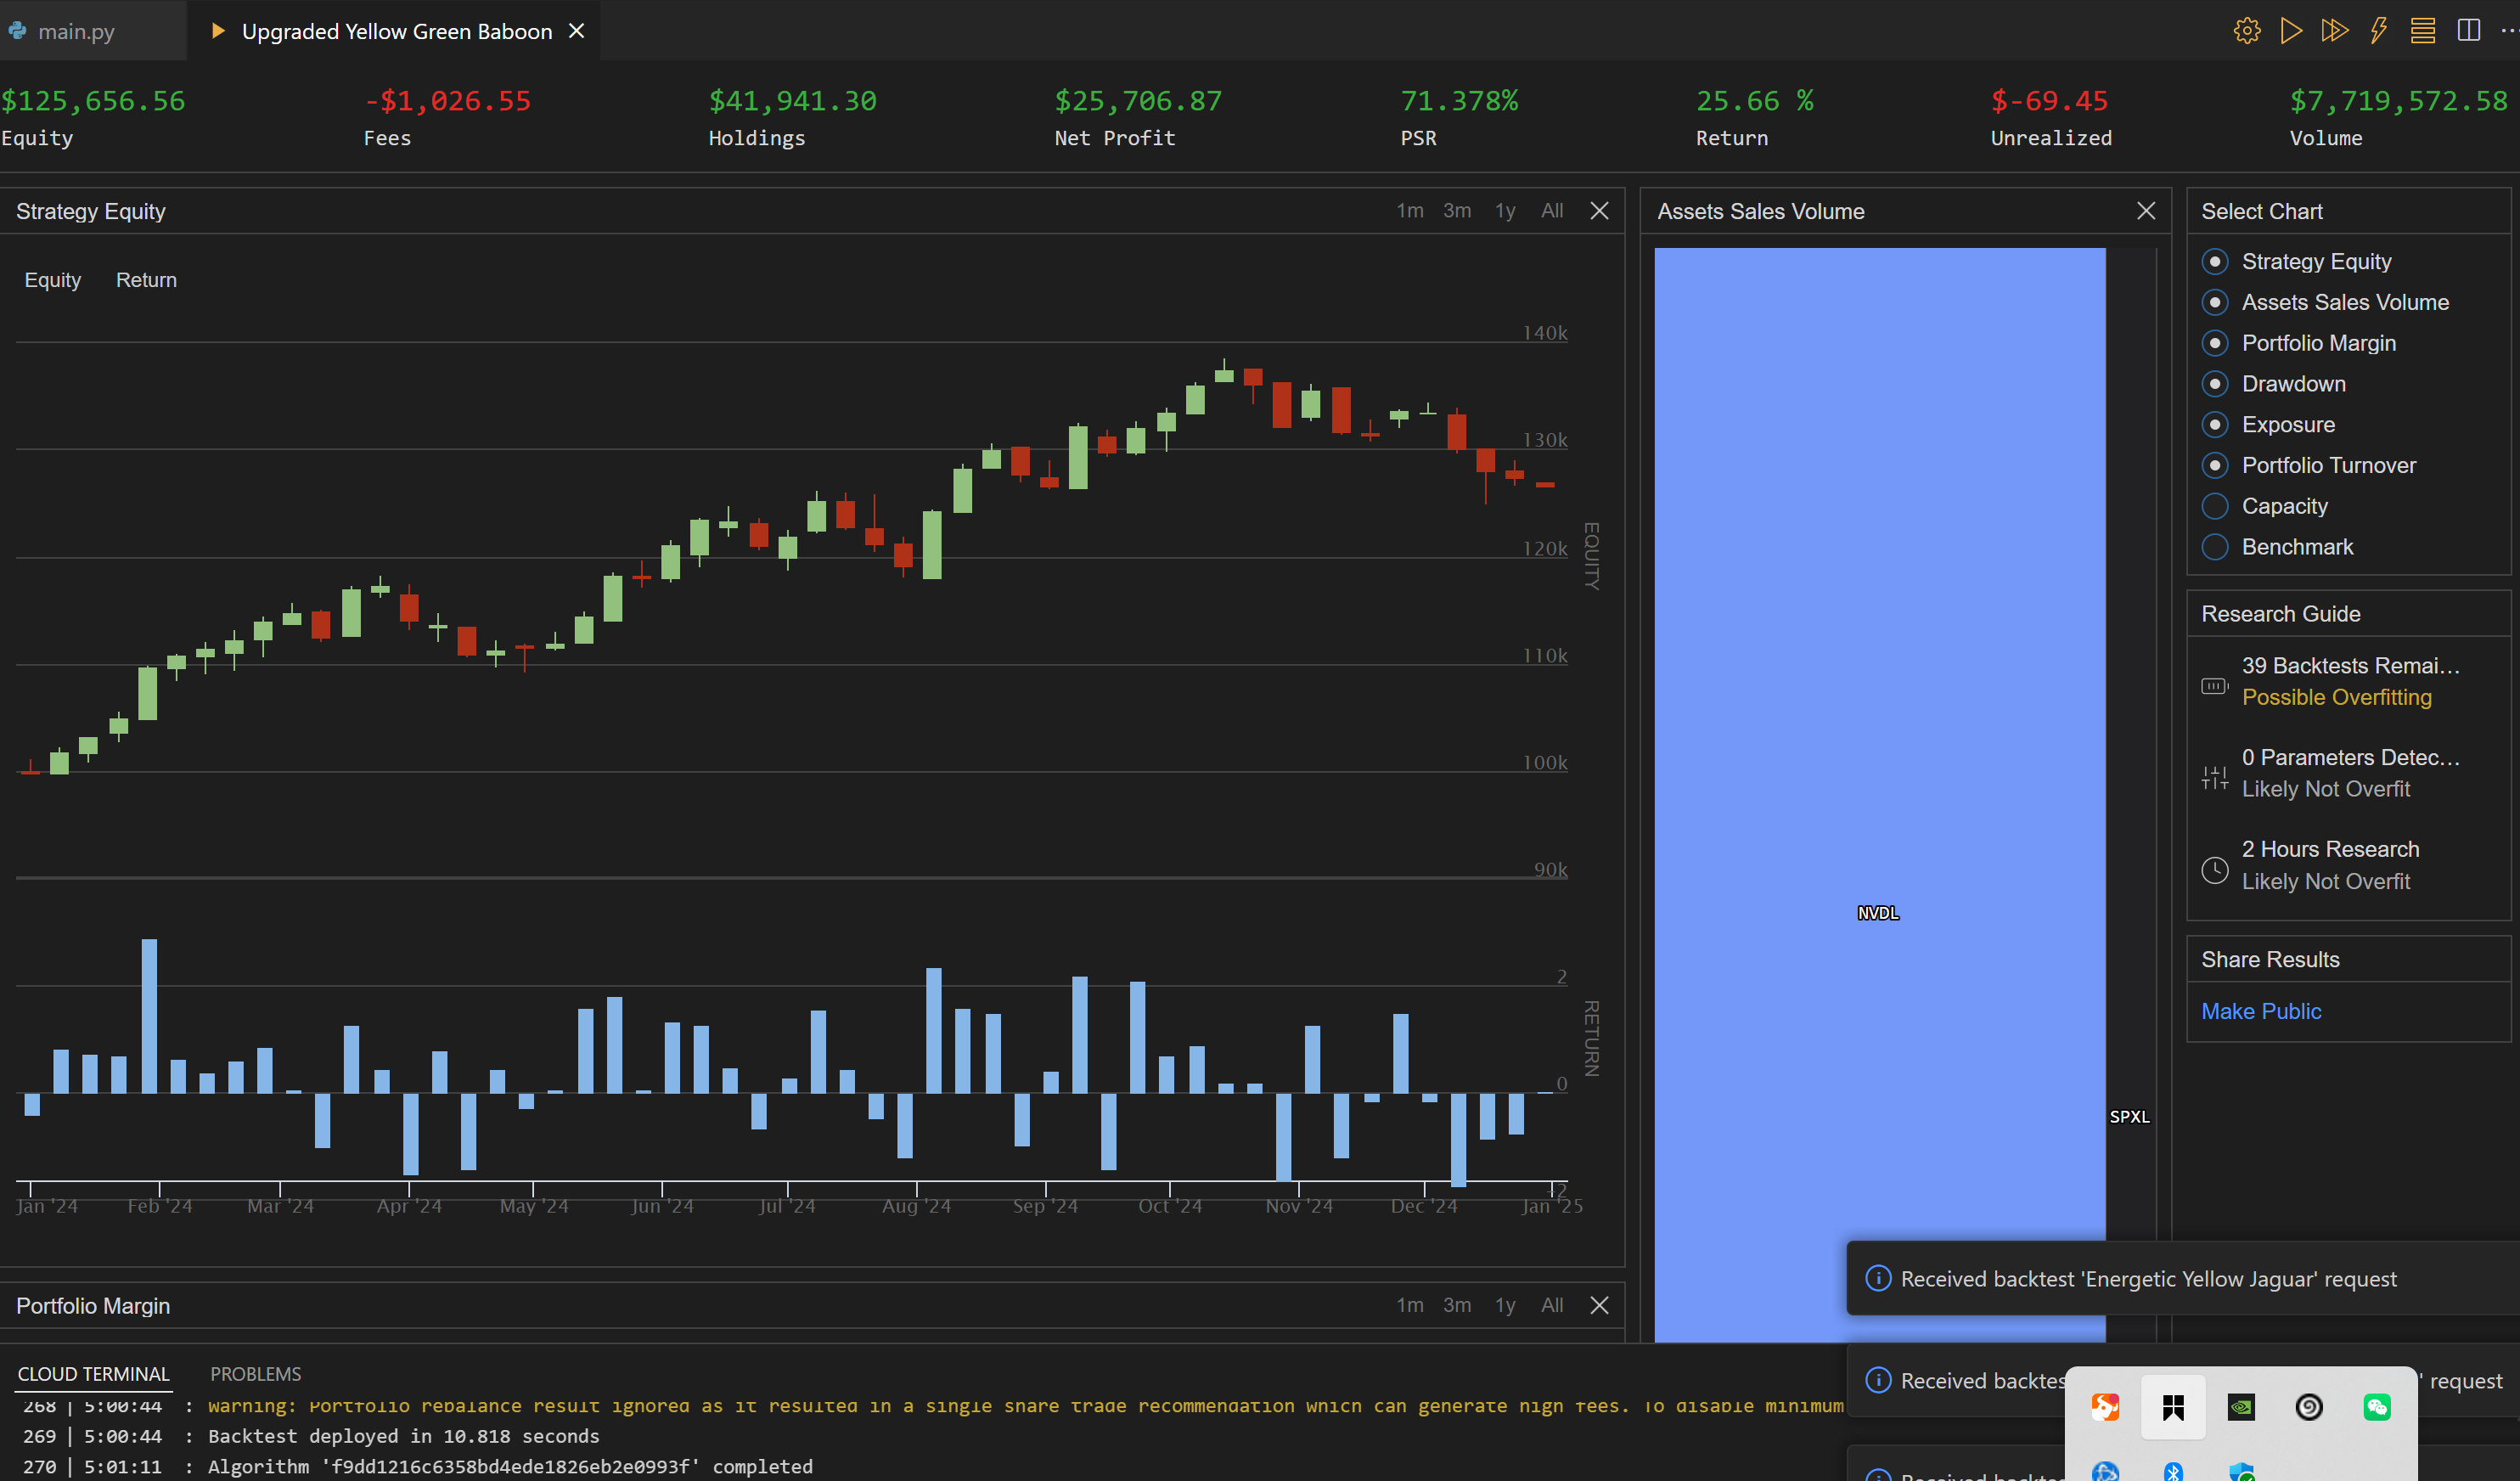 main.py
Upgraded Yellow Green Baboon
$125,656.56
Equity
-$1,026.55
Fees
$41,941.30
Holdings
$25,706.87
Net Profit
71.378%
PSR
25.66 %
Return
$-69.45
Unrealized
$7,719,572.58
Volume
Strategy Equity
1m 3m 1y All
Equity Return
140k
130k
120k
110k
100k
90k
EQUITY
2
0
-2
RETURN
Jan '24 Feb '24 Mar '24 Apr '24 May '24 Jun '24 Jul '24 Aug '24 Sep '24 Oct '24 Nov '24 Dec '24 Jan '25
Portfolio Margin
1m 3m 1y All
Assets Sales Volume
NVDL
SPXL
Select Chart
Strategy Equity
Assets Sales Volume
Portfolio Margin
Drawdown
Exposure
Portfolio Turnover
Capacity
Benchmark
Research Guide
39 Backtests Remai…
Possible Overfitting
0 Parameters Detec…
Likely Not Overfit
2 Hours Research
Likely Not Overfit
Share Results
Make Public
CLOUD TERMINAL PROBLEMS
268 | 5:00:44 : Warning: Portfolio rebalance result ignored as it resulted in a single share trade recommendation which can generate high fees. To disable minimum
269 | 5:00:44 : Backtest deployed in 10.818 seconds
270 | 5:01:11 : Algorithm 'f9dd1216c6358bd4ede1826eb2e0993f' completed
Received backtest 'Energetic Yellow Jaguar' request
Received backtes ' request
Received backtes